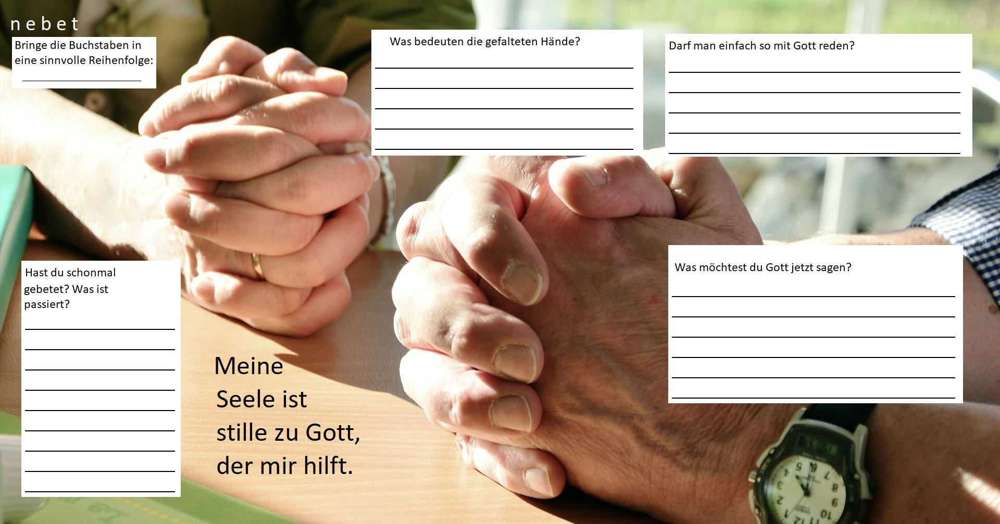 n e b e t
Bringe die Buchstaben in
eine sinnvolle Reihenfolge:
Was bedeuten die gefalteten Hände?
Darf man einfach so mit Gott reden?
Hast du schonmal
gebetet? Was ist
passiert?
Was möchtest du Gott jetzt sagen?
Meine
Seele ist
stille zu Gott,
der mir hilft.